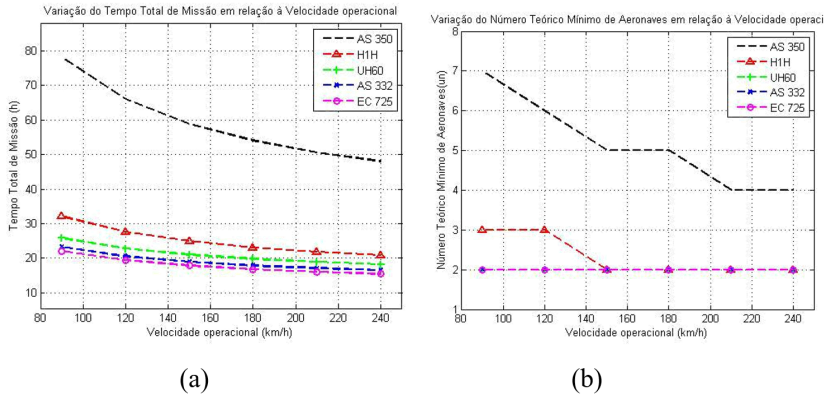 Variação do Tempo Total de Missão em relação à Velocidade operacional
Tempo Total de Missão (h)
80
70
60
50
40
30
20
10
AS 350
H1H
UH60
AS 332
EC 725
80 100 120 140 160 180 200 220 240
Velocidade operacional (km/h)
(a)
Variação do Número Teórico Mínimo de Aeronaves em relação à Velocidade operaci
Número Teórico Mínimo de Aeronaves(un)
8
7
6
5
4
3
2
1
AS 350
H1H
UH60
AS 332
EC 725
80 100 120 140 160 180 200 220 240
Velocidade operacional (km/h)
(b)